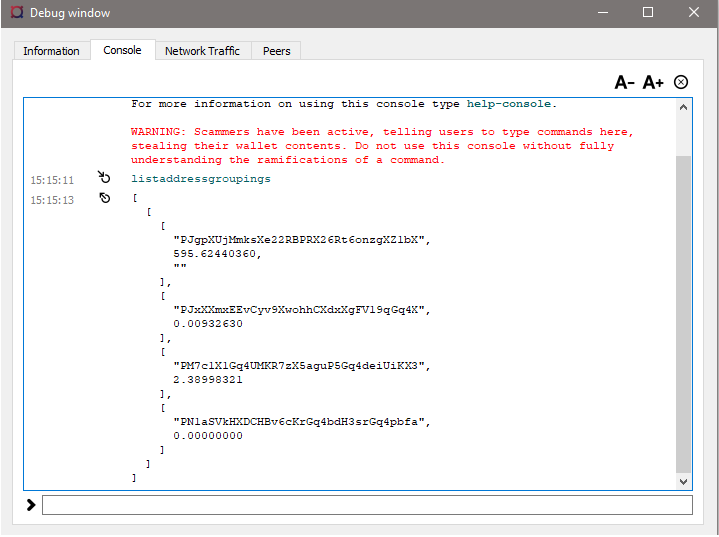 Debug window
Information Console Network Traffic Peers
A- A+
For more information on using this console type help-console.
WARNING: Scammers have been active, telling users to type commands here,
stealing their wallet contents. Do not use this console without fully
understanding the ramifications of a command.
15:15:11 listaddressgroupings
15:15:13 [
[
[
"PJgpXUjMmksXe22RBPRX26Rt6onzgXZ1bX",
595.62440360,
""
],
[
"PJxXXmxEEvCyv9XwohhCXdxXgFV19qGq4X",
0.00932630
],
[
"PM7c1X1Gq4UMKR7zX5aguP5Gq4deiUiKX3",
2.38998321
],
[
"PN1aSVkHXDCHBv6cKrGq4bdH3srGq4pbfa",
0.00000000
]
]
]